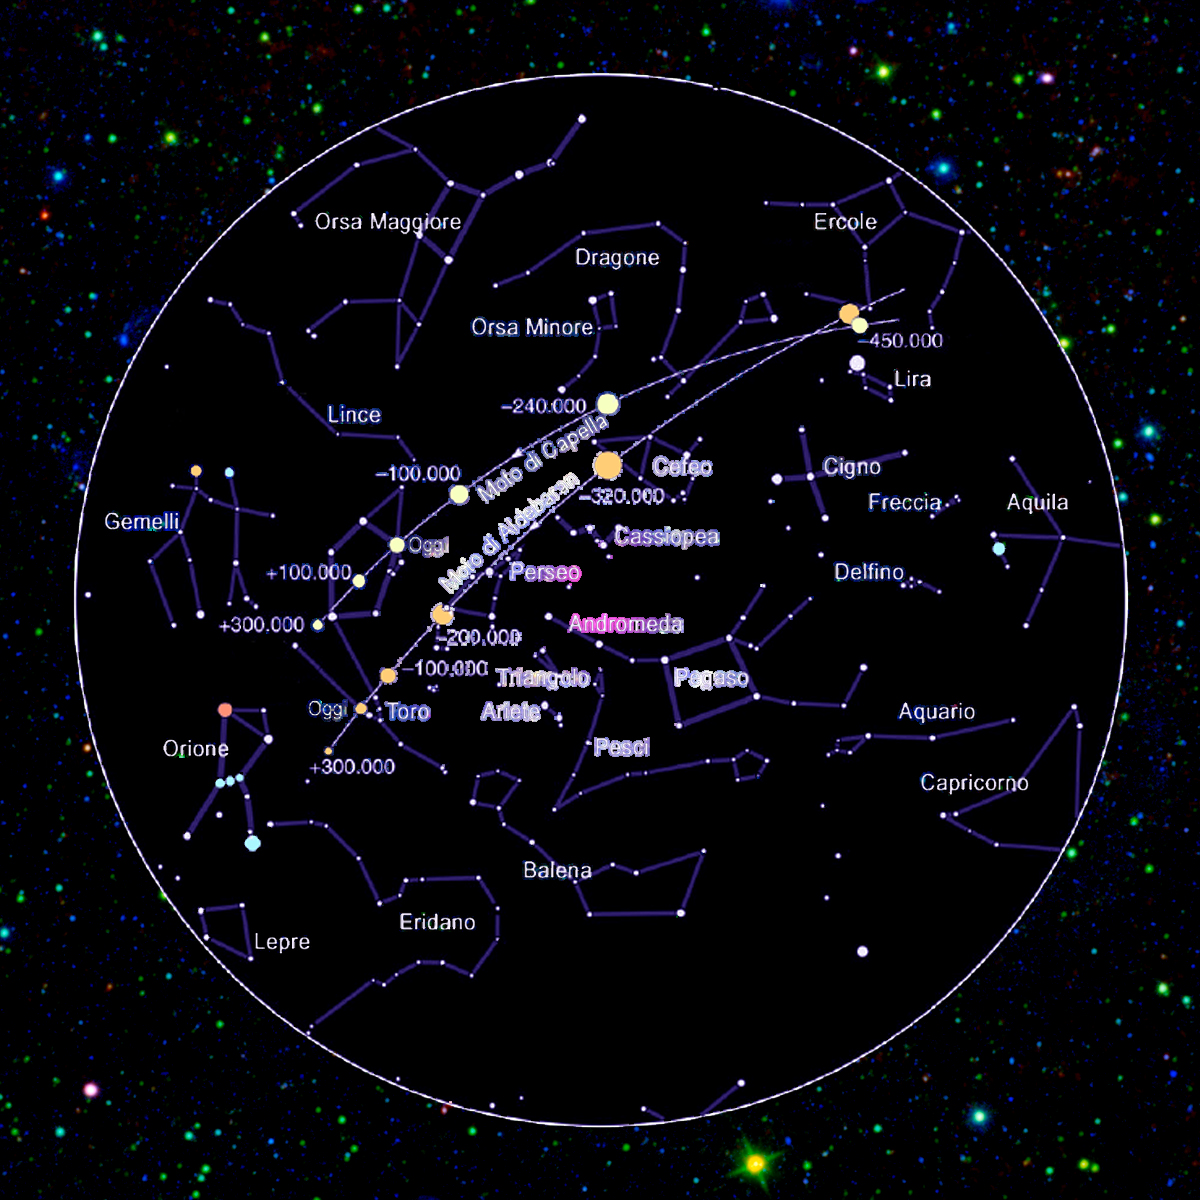 Orsa Maggiore
Ercole
Dragone
Orsa Minore
−450.000
Lira
−240.000
Lince
Moto di Capella
−100.000
Cefeo
Cigno
−320.000
Freccia
Aquila
Gemelli
Moto di Aldebaran
Oggi
Cassiopea
+100.000
Perseo
Delfino
+300.000
Andromeda
−200.000
−100.000
Triangolo
Pegaso
Oggi
Toro
Ariete
Aquario
Orione
Pesci
+300.000
Capricorno
Balena
Eridano
Lepre